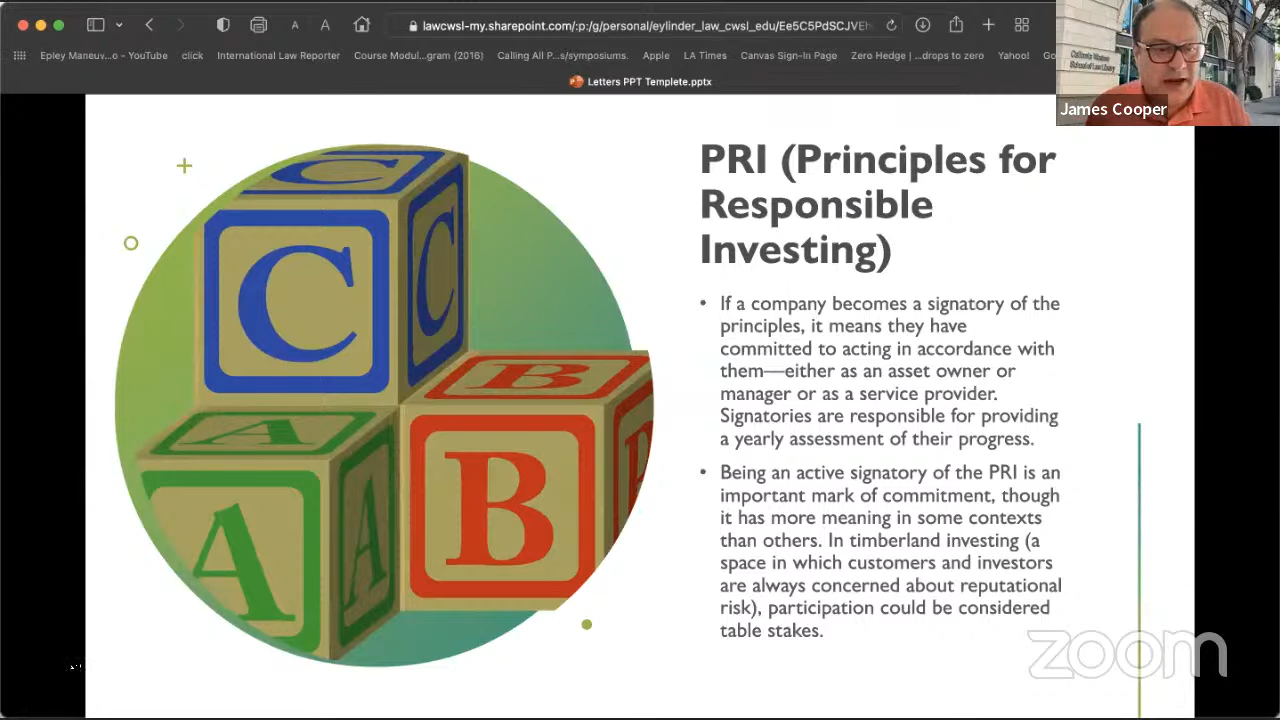 lawcwsl-my.sharepoint.com/:p:/g/personal/eylinder_law_cwsl_edu/Ee5C5PdSCJVEh
Epley Maneuv...o – YouTube click International Law Reporter Course Modul...gram (2016) Calling All P...s/symposiums. Apple LA Times Canvas Sign-In Page Zero Hedge | ...drops to zero Yahoo! Go
Letters PPT Templete.pptx
James Cooper
PRI (Principles for
Responsible
Investing)
• If a company becomes a signatory of the
principles, it means they have
committed to acting in accordance with
them—either as an asset owner or
manager or as a service provider.
Signatories are responsible for providing
a yearly assessment of their progress.
• Being an active signatory of the PRI is an
important mark of commitment, though
it has more meaning in some contexts
than others. In timberland investing (a
space in which customers and investors
are always concerned about reputational
risk), participation could be considered
table stakes.
C
C
C
B
B
A
A
A
B
zoom